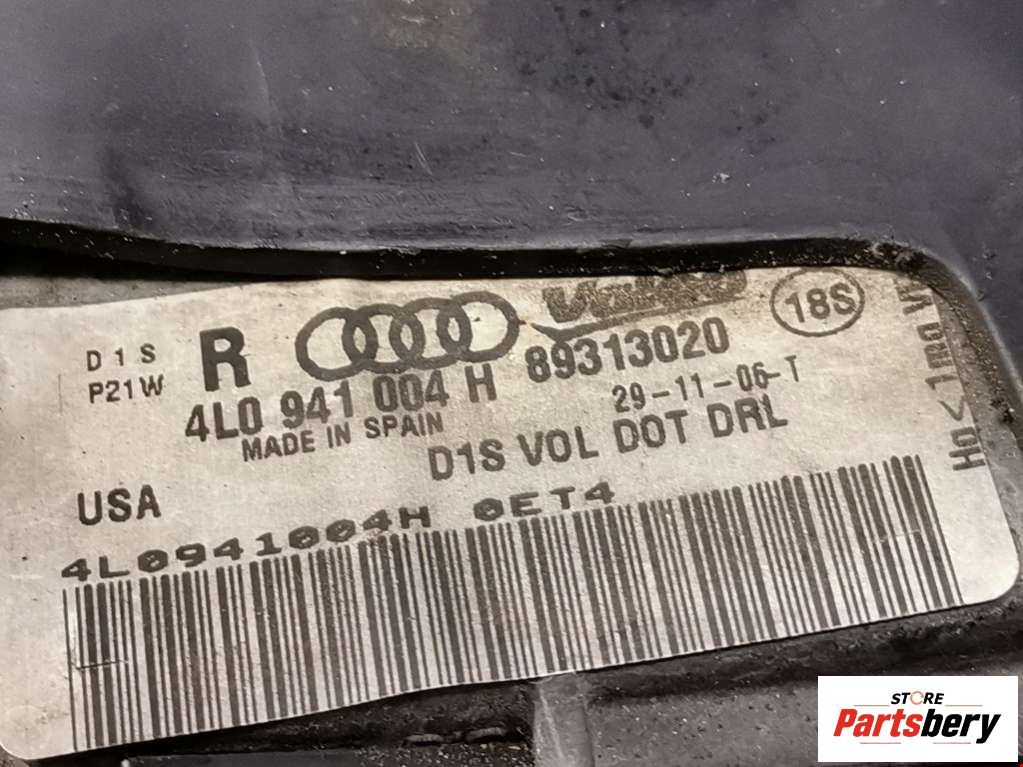 D1S
P21W
R
Valeo
18S
4L0 941 004 H
89313020
MADE IN SPAIN
29-11-06-T
D1S VOL DOT DRL
USA
4L0941004H 0ET4
STORE
Partsbery